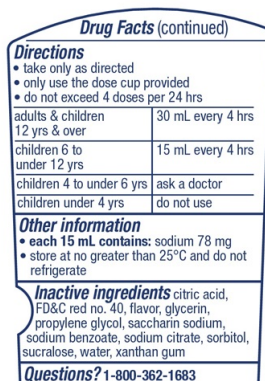 Drug Facts (continued)
Directions
• take only as directed
• only use the dose cup provided
• do not exceed 4 doses per 24 hrs
adults & children 12 yrs & over 30 mL every 4 hrs
children 6 to under 12 yrs 15 mL every 4 hrs
children 4 to under 6 yrs ask a doctor
children under 4 yrs do not use
Other information
• each 15 mL contains: sodium 78 mg
• store at no greater than 25°C and do not
refrigerate
Inactive ingredients citric acid,
FD&C red no. 40, flavor, glycerin,
propylene glycol, saccharin sodium,
sodium benzoate, sodium citrate, sorbitol,
sucralose, water, xanthan gum
Questions? 1-800-362-1683